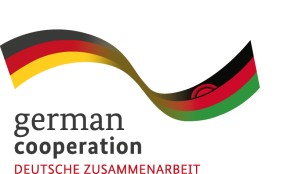 german
cooperation
DEUTSCHE ZUSAMMENARBEIT